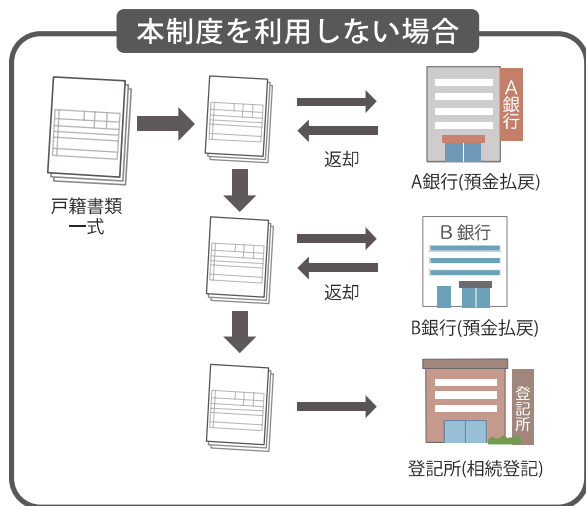 本制度を利用しない場合
戸籍書類
一式
返却
A銀行
A銀行(預金払戻)
返却
B 銀行
B銀行(預金払戻)
登記所
登記所(相続登記)